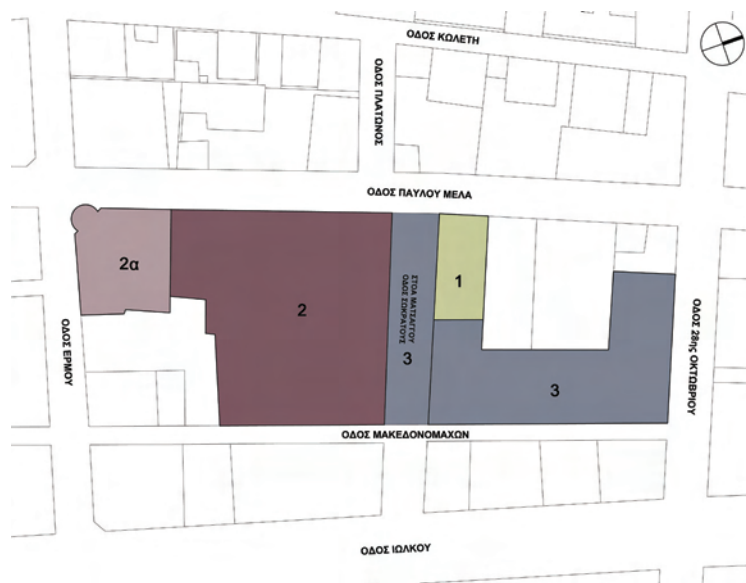 ΟΔΟΣ ΚΩΛΕΤΗ
ΟΔΟΣ ΠΛΑΤΩΝΟΣ
ΟΔΟΣ ΠΑΥΛΟΥ ΜΕΛΑ
2α
2
ΣΤΟΑ ΜΑΤΣΑΓΓΟΥ
ΟΔΟΣ ΣΩΚΡΑΤΟΥΣ
3
1
3
ΟΔΟΣ ΕΡΜΟΥ
ΟΔΟΣ 28ης ΟΚΤΩΒΡΙΟΥ
ΟΔΟΣ ΜΑΚΕΔΟΝΟΜΑΧΩΝ
ΟΔΟΣ ΙΩΛΚΟΥ